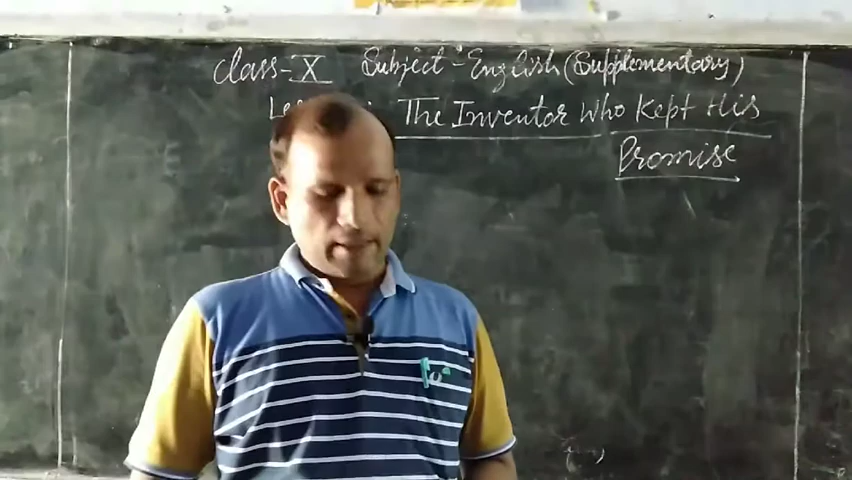 Class-X Subject-English (Supplementary)
The Inventor Who Kept His
Promise